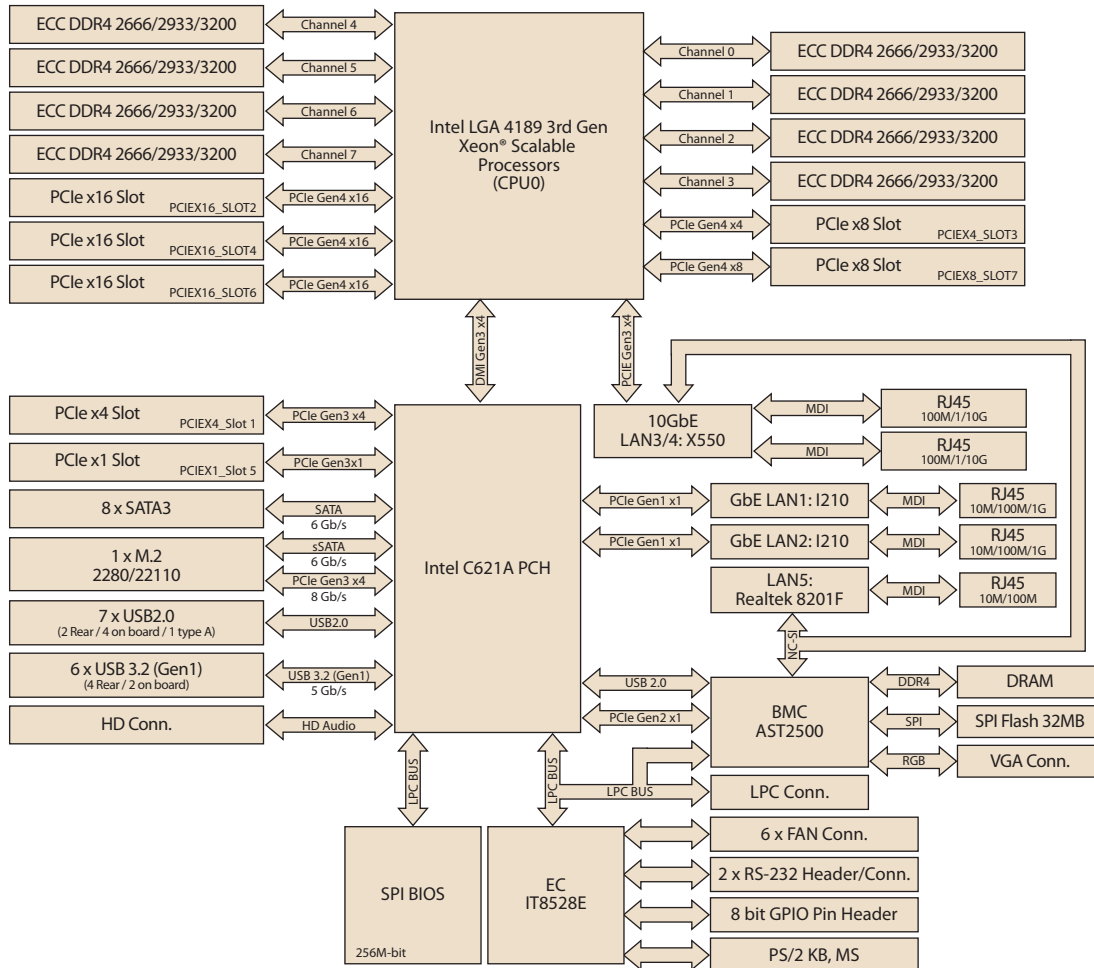 ECC DDR4 2666/2933/3200
Channel 4
ECC DDR4 2666/2933/3200
Channel 5
ECC DDR4 2666/2933/3200
Channel 6
ECC DDR4 2666/2933/3200
Channel 7
PCIe x16 Slot
PCIEX16_SLOT2
PCIe Gen4 x16
PCIe x16 Slot
PCIEX16_SLOT4
PCIe Gen4 x16
PCIe x16 Slot
PCIEX16_SLOT6
PCIe Gen4 x16
Intel LGA 4189 3rd Gen
Xeon® Scalable
Processors
(CPU0)
Channel 0
ECC DDR4 2666/2933/3200
Channel 1
ECC DDR4 2666/2933/3200
Channel 2
ECC DDR4 2666/2933/3200
Channel 3
ECC DDR4 2666/2933/3200
PCIe Gen4 x4
PCIe x8 Slot
PCIEX4_SLOT3
PCIe Gen4 x8
PCIe x8 Slot
PCIEX8_SLOT7
DMI Gen3 x4
PCIE Gen3 x4
PCIe x4 Slot
PCIEX4_Slot 1
PCIe Gen3 x4
PCIe x1 Slot
PCIEX1_Slot 5
PCIe Gen3x1
8 x SATA3
SATA
6 Gb/s
1 x M.2
2280/22110
sSATA
6 Gb/s
PCIe Gen3 x4
8 Gb/s
7 x USB2.0
(2 Rear / 4 on board / 1 type A)
USB2.0
6 x USB 3.2 (Gen1)
(4 Rear / 2 on board)
USB 3.2 (Gen1)
5 Gb/s
HD Conn.
HD Audio
Intel C621A PCH
10GbE
LAN3/4: X550
MDI
RJ45
100M/1/10G
MDI
RJ45
100M/1/10G
PCIe Gen1 x1
GbE LAN1: I210
MDI
RJ45
10M/100M/1G
PCIe Gen1 x1
GbE LAN2: I210
MDI
RJ45
10M/100M/1G
LAN5:
Realtek 8201F
MDI
RJ45
10M/100M
NC-SI
USB 2.0
PCIe Gen2 x1
BMC
AST2500
DDR4
DRAM
SPI
SPI Flash 32MB
RGB
VGA Conn.
LPC BUS
LPC BUS
LPC BUS
LPC Conn.
SPI BIOS
256M-bit
EC
IT8528E
6 x FAN Conn.
2 x RS-232 Header/Conn.
8 bit GPIO Pin Header
PS/2 KB, MS